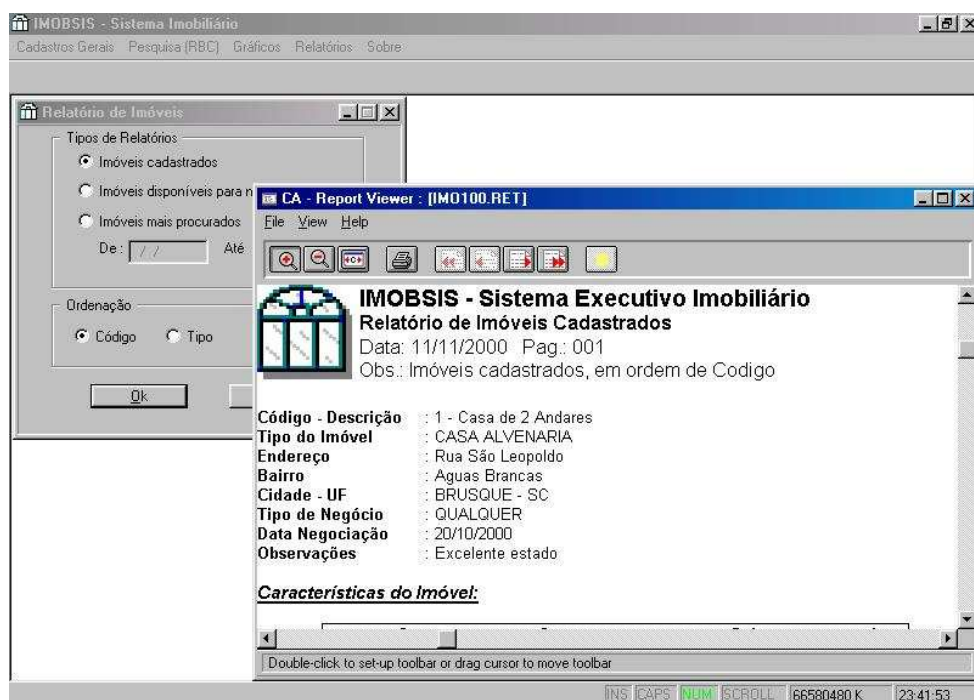 IMOBSIS - Sistema Imobiliário
Cadastros Gerais Pesquisa (RBC) Gráficos Relatórios Sobre
Relatório de Imóveis
Tipos de Relatórios
Imóveis cadastrados
Imóveis disponíveis para n
Imóveis mais procurados
De : / / Até
Ordenação
Código Tipo
Ok
CA - Report Viewer : [IMO100.RET]
File View Help
IMOBSIS - Sistema Executivo Imobiliário
Relatório de Imóveis Cadastrados
Data: 11/11/2000 Pag.: 001
Obs.: Imóveis cadastrados, em ordem de Codigo
Código - Descrição : 1 - Casa de 2 Andares
Tipo do Imóvel : CASA ALVENARIA
Endereço : Rua São Leopoldo
Bairro : Aguas Brancas
Cidade - UF : BRUSQUE - SC
Tipo de Negócio : QUALQUER
Data Negociação : 20/10/2000
Observações : Excelente estado
Características do Imóvel:
Double-click to set-up toolbar or drag cursor to move toolbar
INS CAPS NUM SCROLL 66580480 K 23:41:53